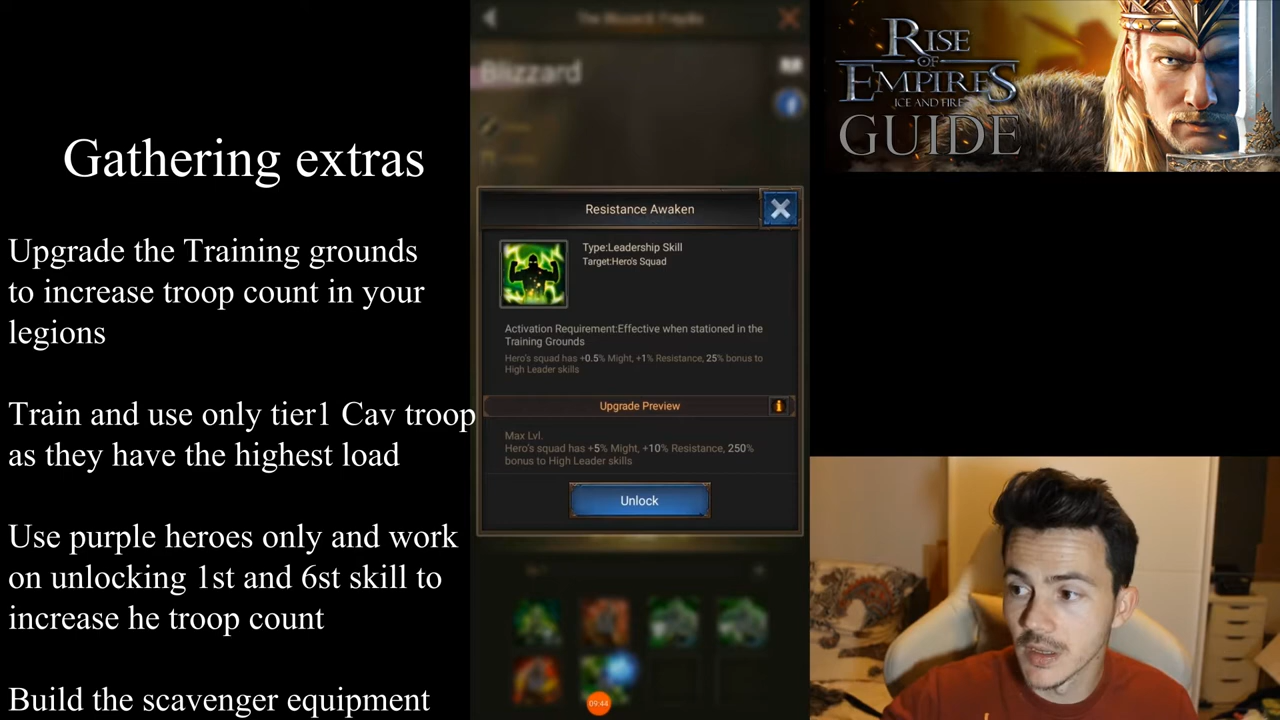 Gathering extras
Upgrade the Training grounds
to increase troop count in your
legions
Train and use only tier1 Cav troop
as they have the highest load
Use purple heroes only and work
on unlocking 1st and 6st skill to
increase he troop count
Build the scavenger equipment
Blizzard
Resistance Awaken
Type:Leadership Skill
Target:Hero's Squad
Activation Requirement:Effective when stationed in the
Training Grounds
Hero's squad has +0.5% Might, +1% Resistance, 25% bonus to
High Leader skills
Upgrade Preview
Max Lvl.
Hero's squad has +5% Might, +10% Resistance, 250%
bonus to High Leader skills
Unlock
09:44
RISE
OF
EMPIRES
ICE AND FIRE
GUIDE